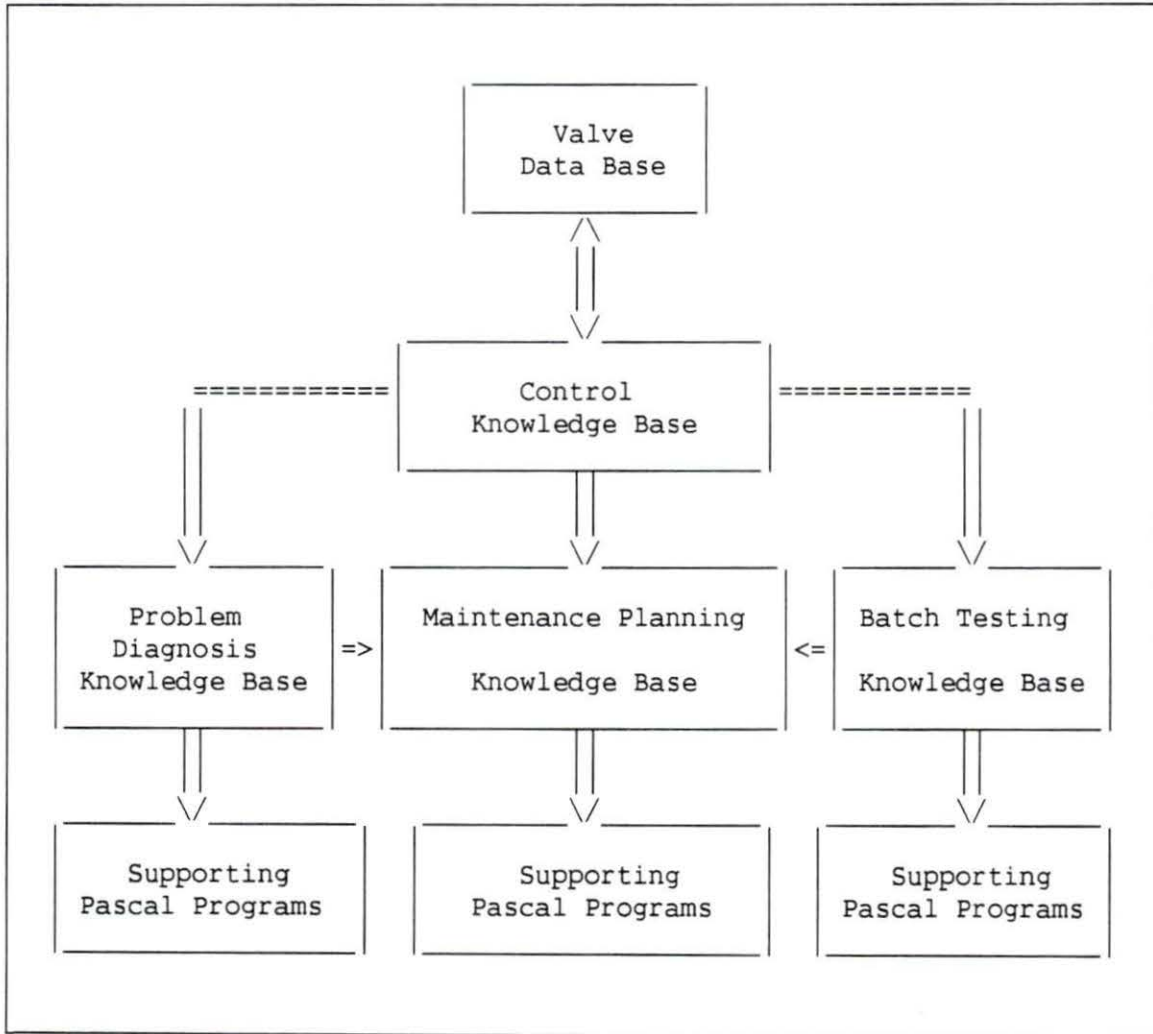 Valve
Data Base
Control
Knowledge Base
Problem
Diagnosis
Knowledge Base
=>
Maintenance Planning
Knowledge Base
<=
Batch Testing
Knowledge Base
Supporting
Pascal Programs
Supporting
Pascal Programs
Supporting
Pascal Programs